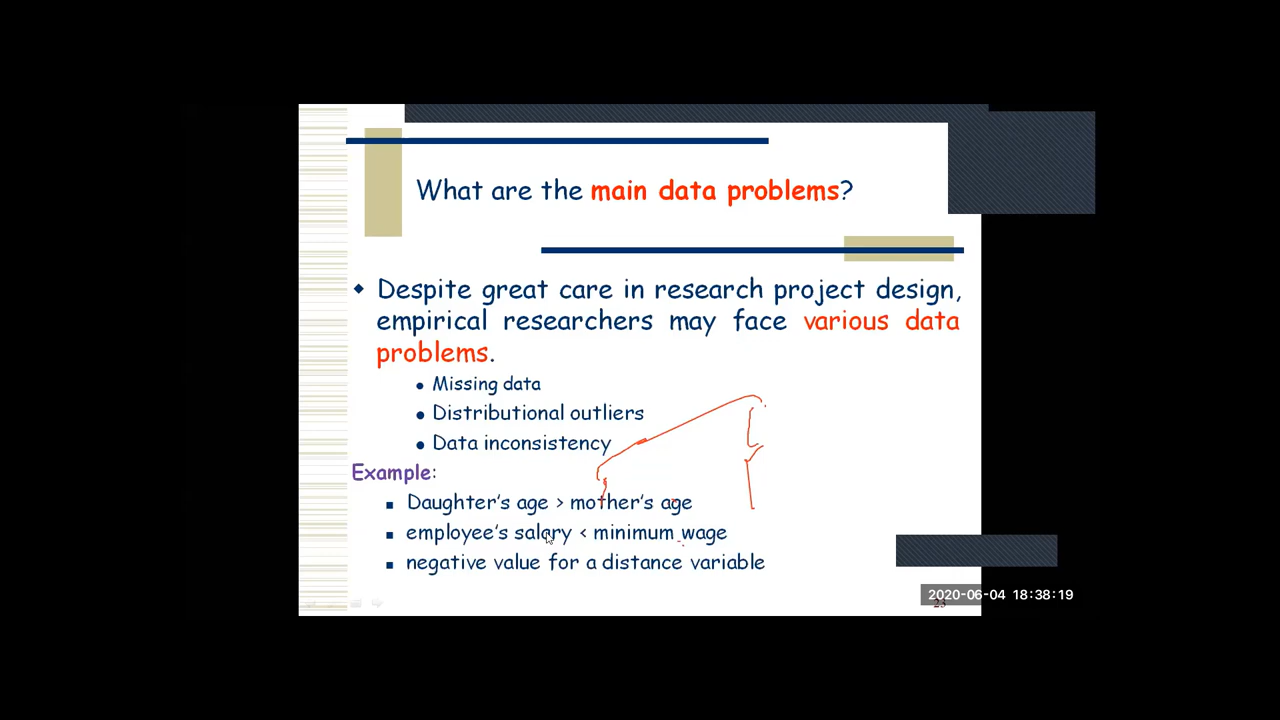 What are the main data problems?
Despite great care in research project design,
empirical researchers may face various data
problems.
Missing data
Distributional outliers
Data inconsistency
Example:
Daughter's age > mother's age
employee's salary < minimum wage
negative value for a distance variable
2020-06-04 18:38:19